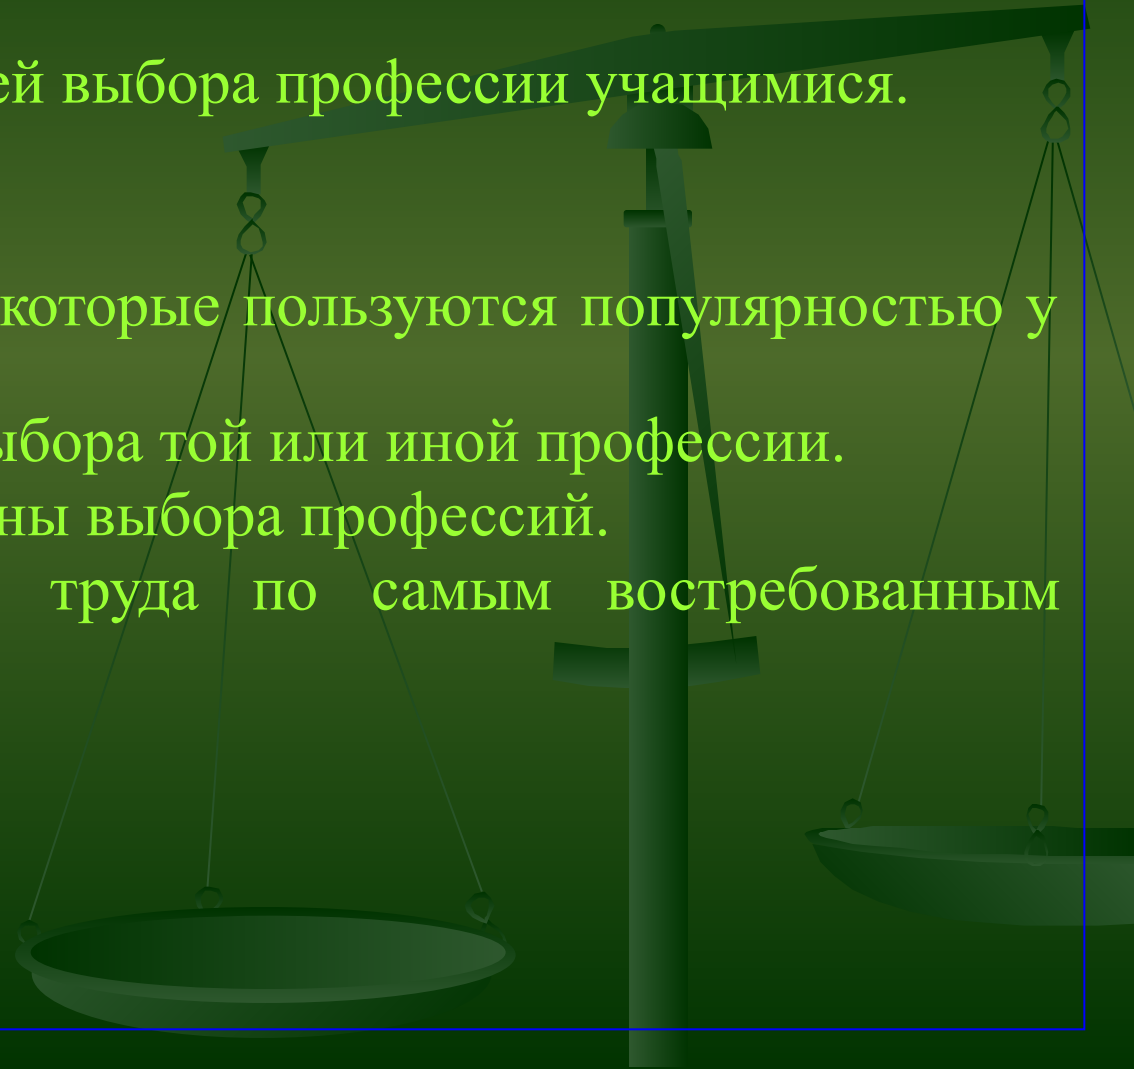 ей выбора профессии учащимися.
которые пользуются популярностью у
ыбора той или иной профессии.
ны выбора профессий.
труда по самым востребованным